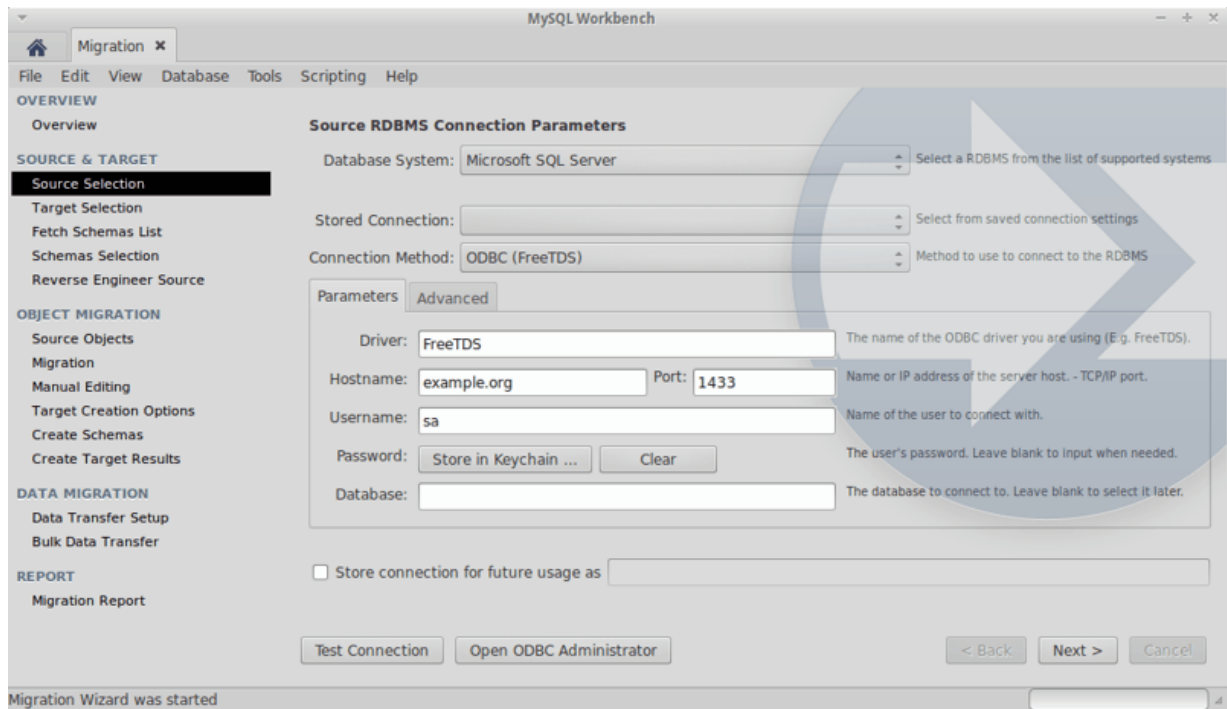 MySQL Workbench
Migration
File Edit View Database Tools Scripting Help
OVERVIEW
Overview
SOURCE & TARGET
Source Selection
Target Selection
Fetch Schemas List
Schemas Selection
Reverse Engineer Source
OBJECT MIGRATION
Source Objects
Migration
Manual Editing
Target Creation Options
Create Schemas
Create Target Results
DATA MIGRATION
Data Transfer Setup
Bulk Data Transfer
REPORT
Migration Report
Source RDBMS Connection Parameters
Database System: Microsoft SQL Server Select a RDBMS from the list of supported systems
Stored Connection: Select from saved connection settings
Connection Method: ODBC (FreeTDS) Method to use to connect to the RDBMS
Parameters Advanced
Driver: FreeTDS The name of the ODBC driver you are using (E.g. FreeTDS).
Hostname: example.org Port: 1433 Name or IP address of the server host. - TCP/IP port.
Username: sa Name of the user to connect with.
Password: Store in Keychain ... Clear The user's password. Leave blank to input when needed.
Database: The database to connect to. Leave blank to select it later.
Store connection for future usage as
Test Connection Open ODBC Administrator < Back Next > Cancel
Migration Wizard was started